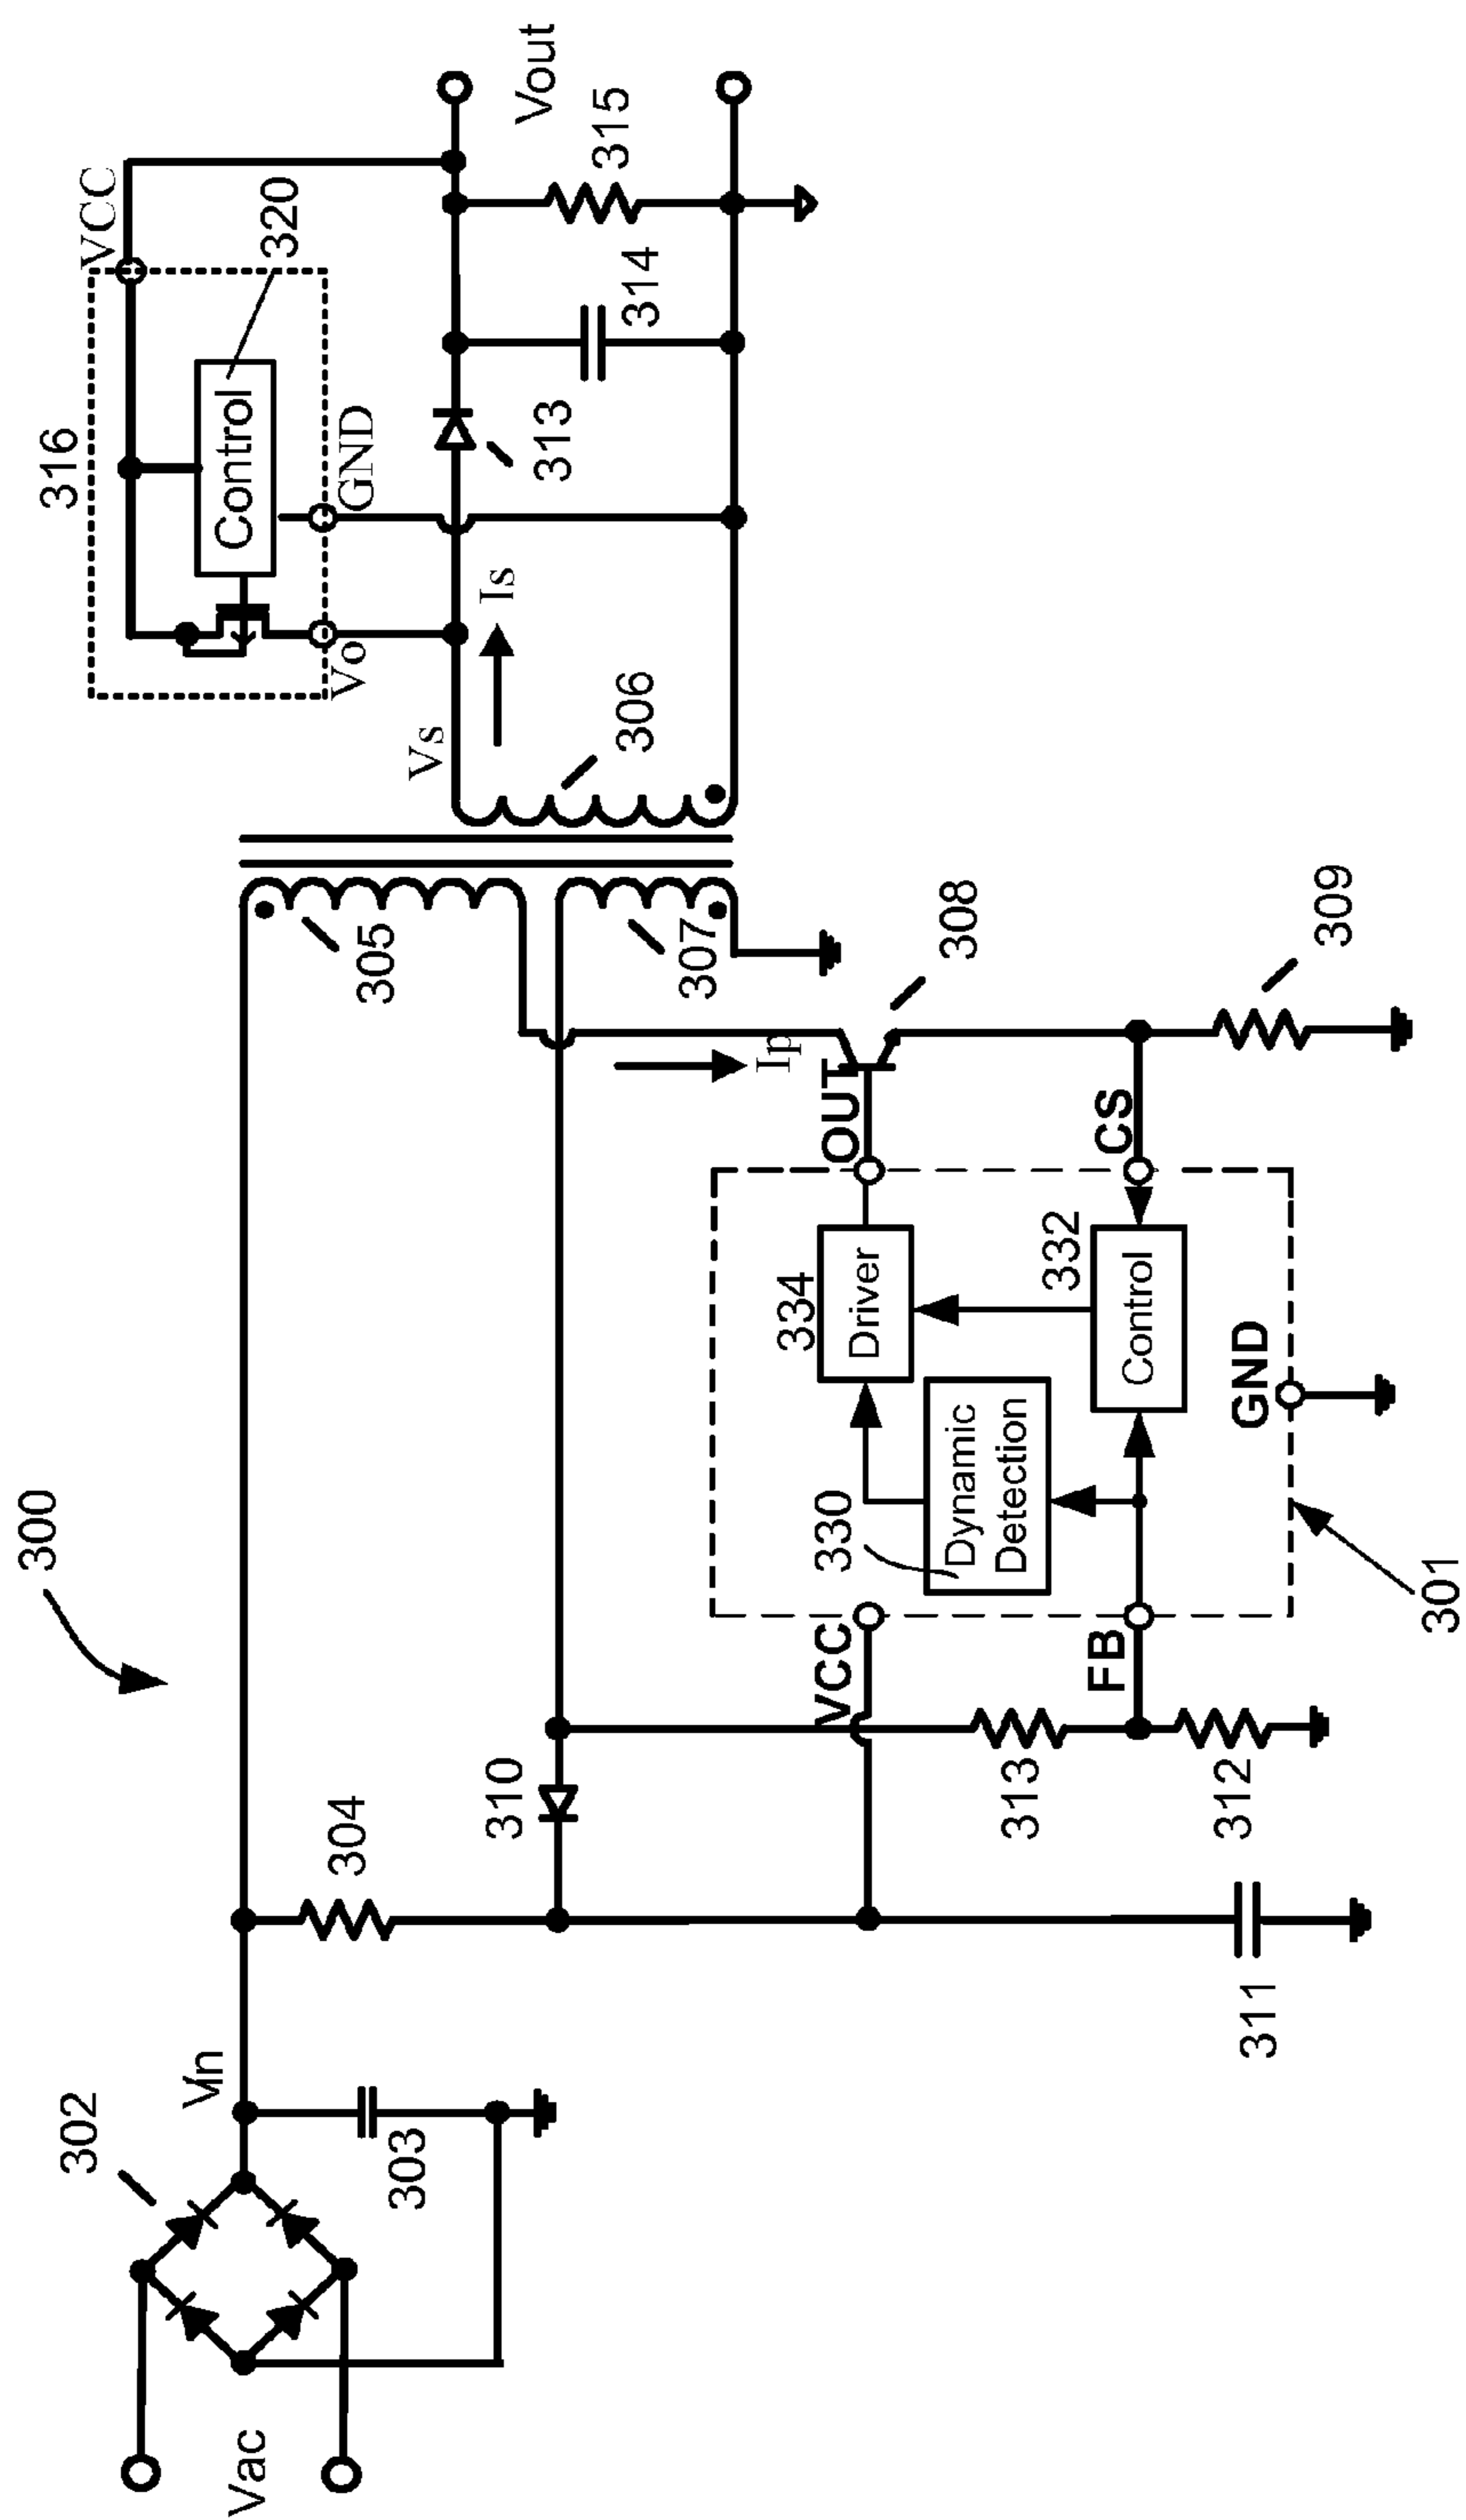 300
316
VCC
320
Control
GND
Vo
Vs
Is
306
313
314
315
Vout
302
Vin
Vac
303
304
305
307
310
Ip
308
OUT
VCC
330
334
Driver
Dynamic
Detection
332
CS
Control
FB
313
312
GND
309
311
301